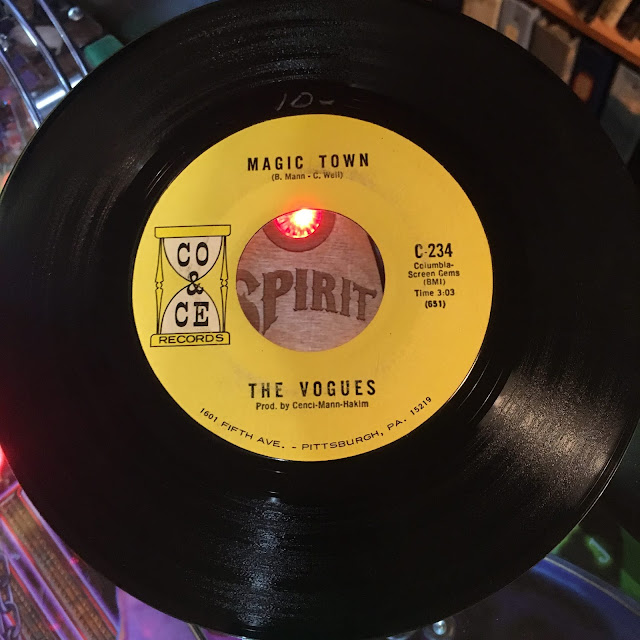 10-
MAGIC TOWN
(B. Mann - C. Weil)
CO
&
CE
RECORDS
SPIRIT
C-234
Columbia-
Screen Gems
(BMI)
Time 3:03
(651)
THE VOGUES
Prod. by Cenci-Mann-Hakim
1601 FIFTH AVE. - PITTSBURGH, PA. 15219